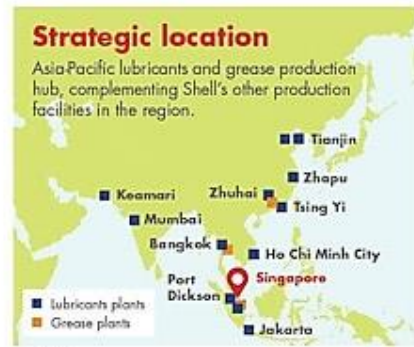 Strategic location
Asia-Pacific lubricants and grease production
hub, complementing Shell's other production
facilities in the region.
Tianjin
Zhapu
Keamari
Zhuhai
Tsing Yi
Mumbai
Bangkok
Ho Chi Minh City
Port
Dickson
Singapore
Lubricants plants
Grease plants
Jakarta